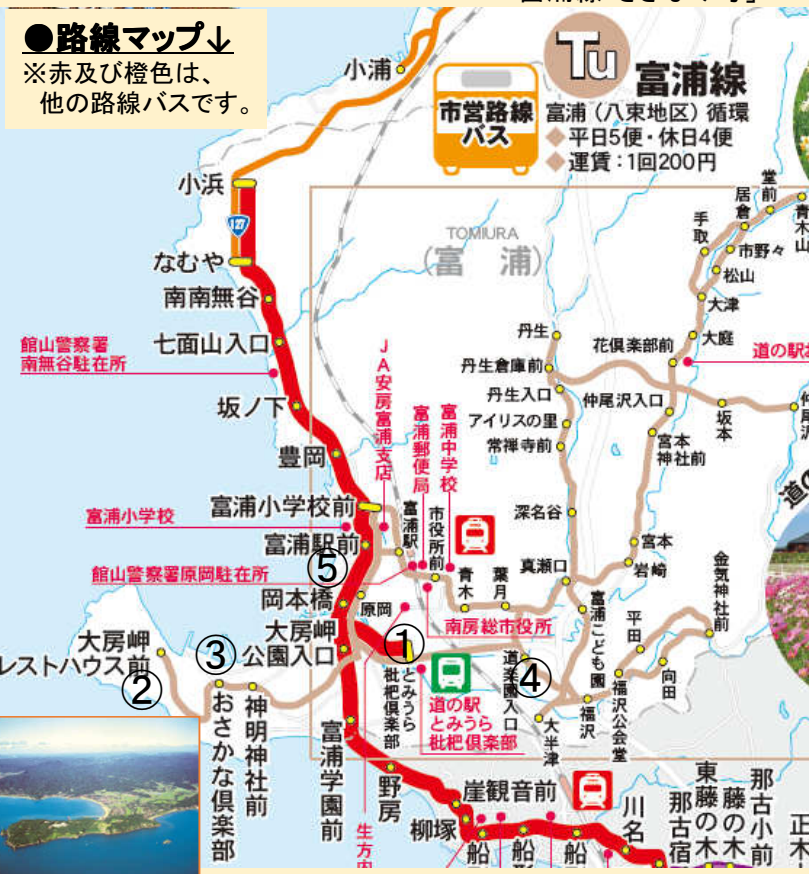 ●路線マップ↓
※赤及び橙色は、
他の路線バスです。
Tu
富浦線
市営路線
バス
富浦（八束地区）循環
◆平日5便・休日4便
◆運賃：1回200円
小浦
小浜
127
なむや
南南無谷
館山警察署
南無谷駐在所
七面山入口
坂ノ下
豊岡
富浦小学校前
富浦小学校
富浦駅前
館山警察署原岡駐在所
⑤
岡本橋
原岡
大房岬
公園入口
大房岬
レストハウス前
②
③
おさかな倶楽部
神明神社前
①
とみうら
枇杷倶楽部
道の駅
とみうら
枇杷倶楽部
富浦学園前
野房
柳塚
崖観音前
船
船形
船
川名
那古宿
東藤の木
藤の木
那古小前
正木
生方内
TOMIURA
（富 浦）
JA安房富浦支店
富浦郵便局
富浦中学校
富浦駅
市役所前
青木
葉月
南房総市役所
道楽園入口
④
大半津
福沢
福沢公会堂
富浦こども園
平田
向田
金気神社前
真瀬口
深名谷
常禅寺前
アイリスの里
丹生入口
丹生倉庫前
丹生
岩崎
宮本
宮本
神社前
仲尾沢入口
花倶楽部前
坂本
仲尾沢
大庭
大津
松山
市野々
手取
居倉
堂前
青木山
道の駅お
道の